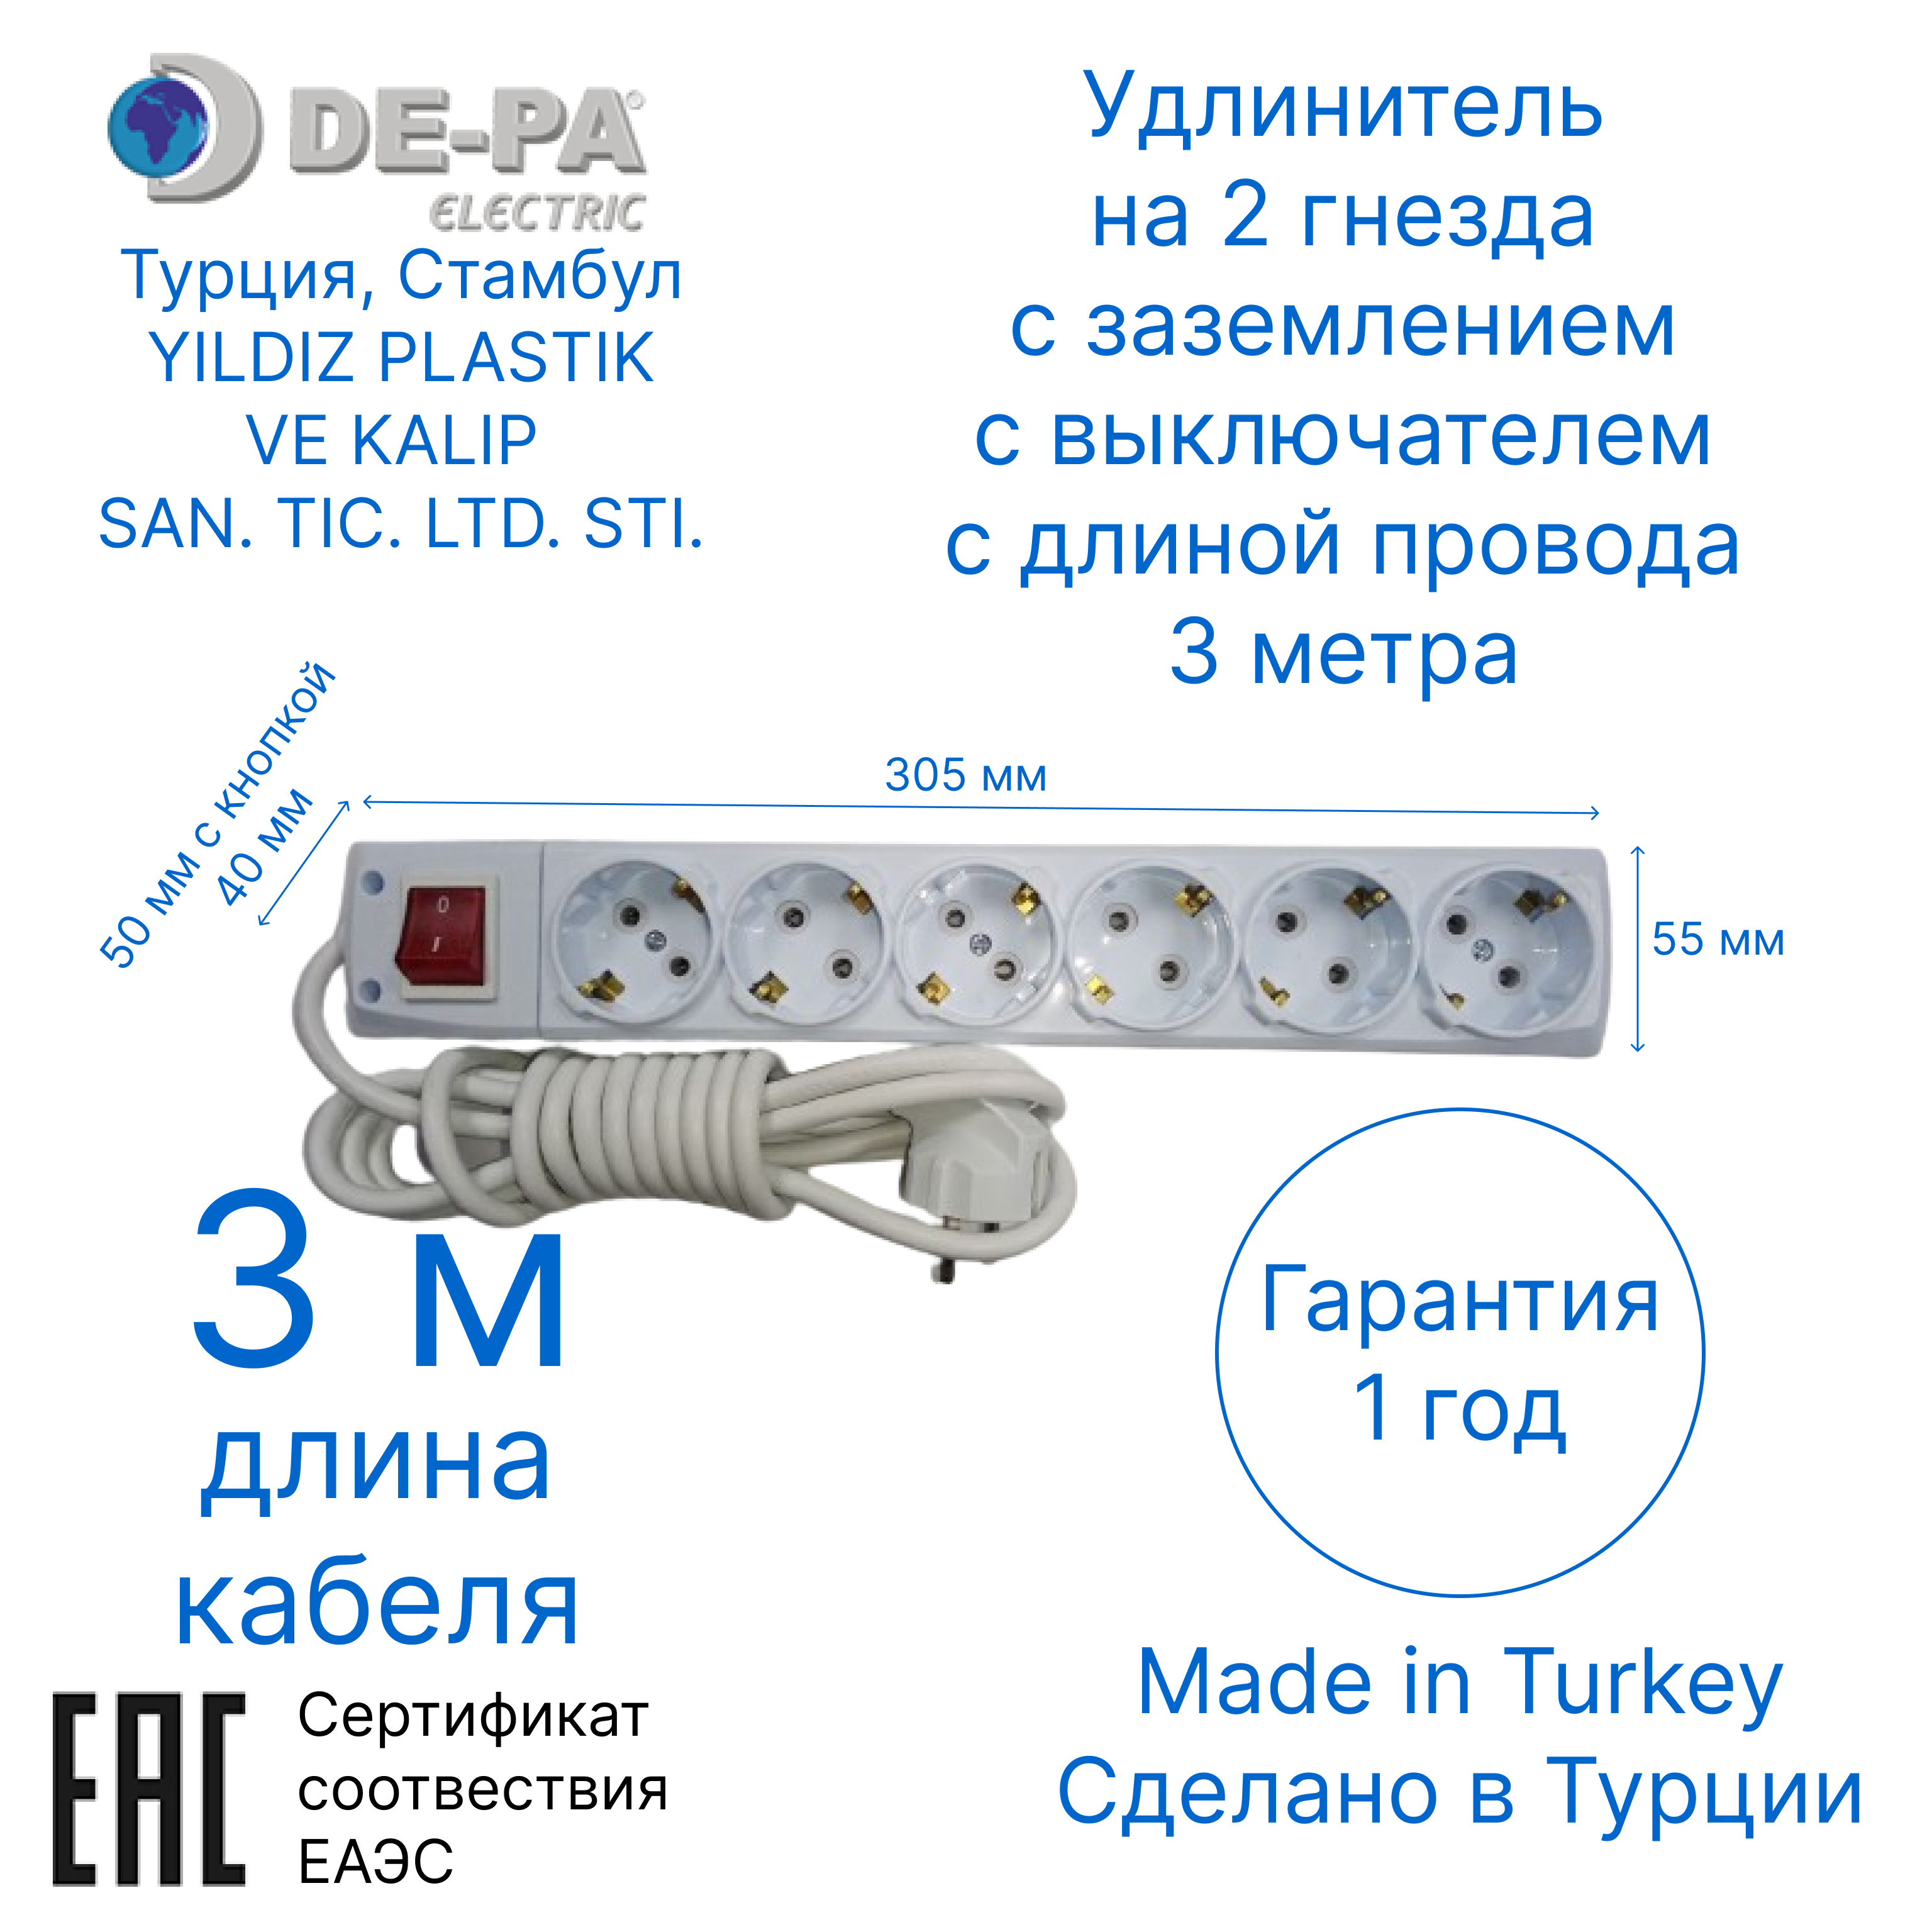 DE-PA®
ELECTRIC
Турция, Стамбул
YILDIZ PLASTIK
VE KALIP
SAN. TIC. LTD. STI.
Удлинитель
на 2 гнезда
с заземлением
с выключателем
с длиной провода
3 метра
50 мм с кнопкой
40 мм
305 мм
55 мм
0
I
3 м
длина
кабеля
Гарантия
1 год
EAC
Сертификат
соотвествия
ЕАЭС
Made in Turkey
Сделано в Турции